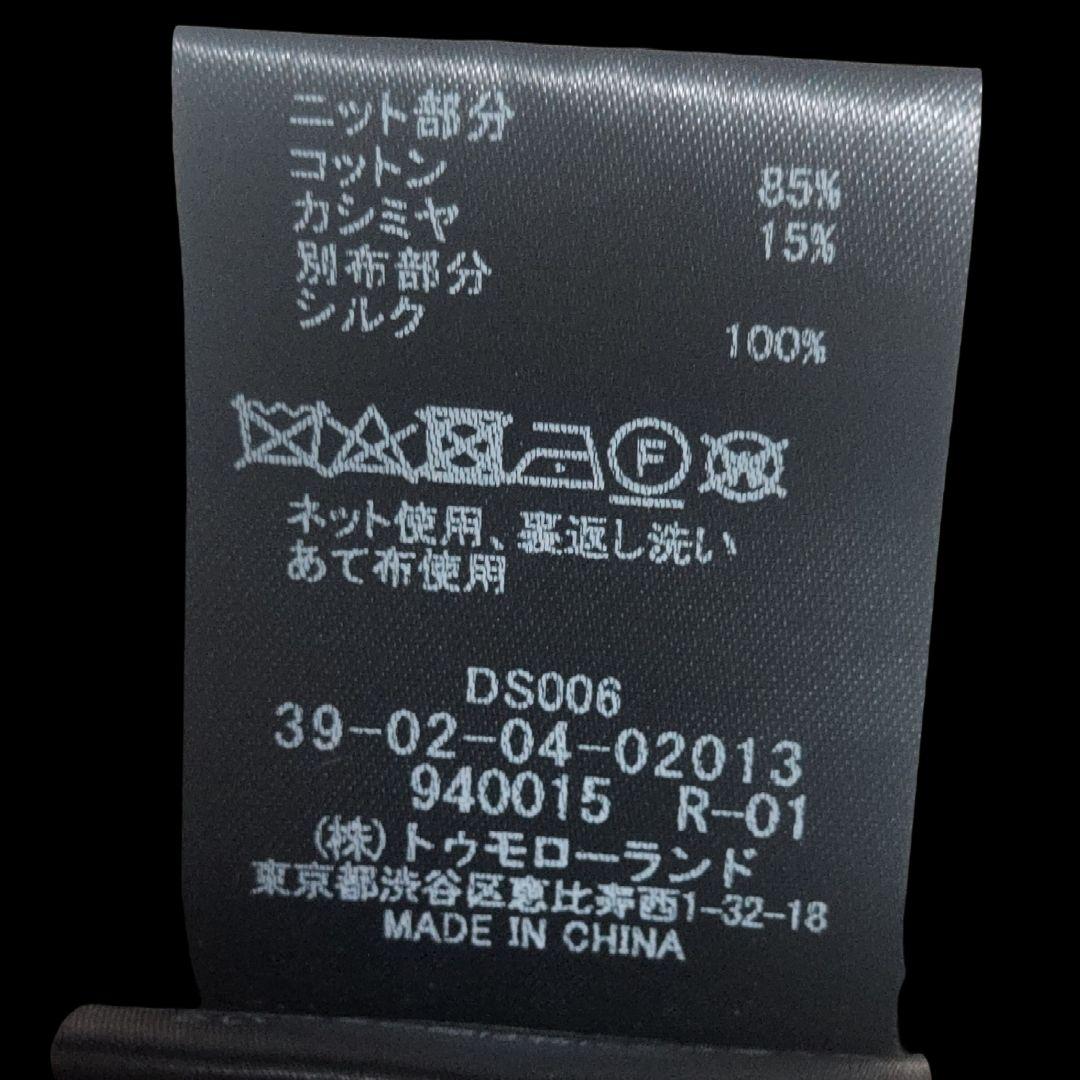 ニット部分
コットン 85%
カシミヤ 15%
別布部分
シルク 100%
F
W
ネット使用、裏返し洗い
あて布使用
DS006
39-02-04-02013
940015 R-01
(株)トゥモローランド
東京都渋谷区恵比寿西1-32-18
MADE IN CHINA